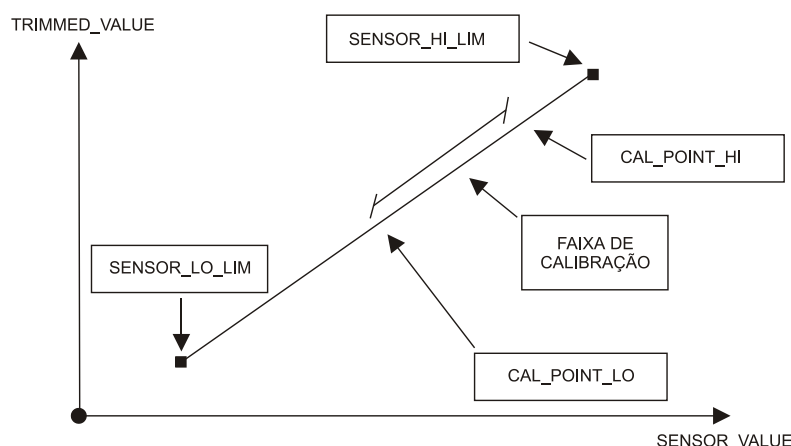 TRIMMED_VALUE
SENSOR_HI_LIM
CAL_POINT_HI
FAIXA DE
CALIBRAÇÃO
SENSOR_LO_LIM
CAL_POINT_LO
SENSOR_VALUE